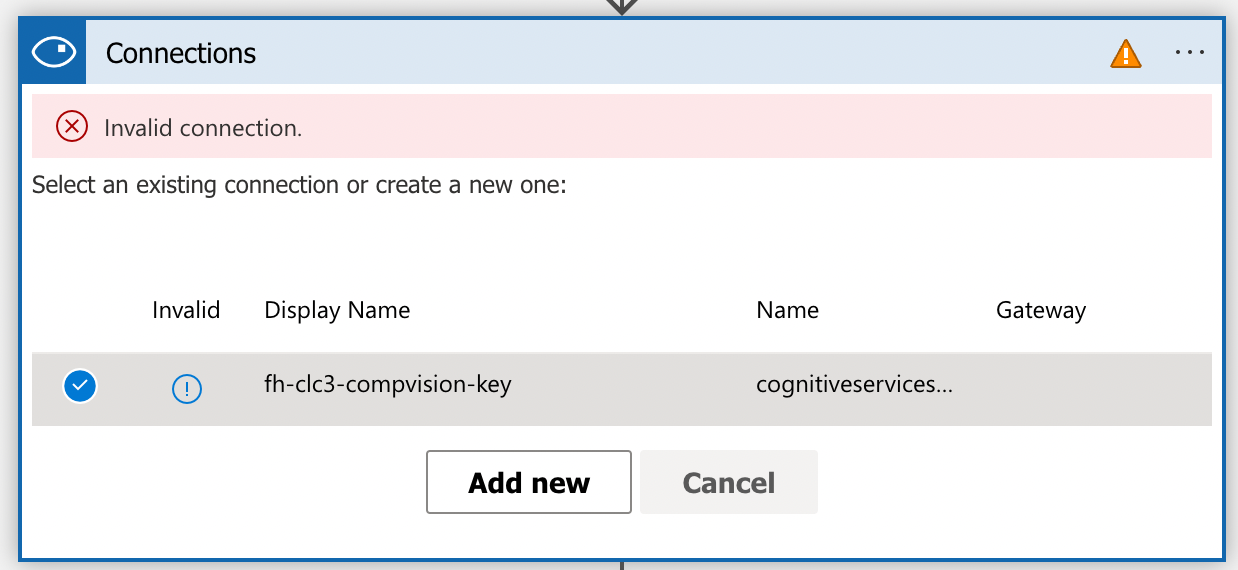 Connections
Invalid connection.
Select an existing connection or create a new one:
Invalid Display Name Name Gateway
fh-clc3-compvision-key cognitiveservices...
Add new Cancel